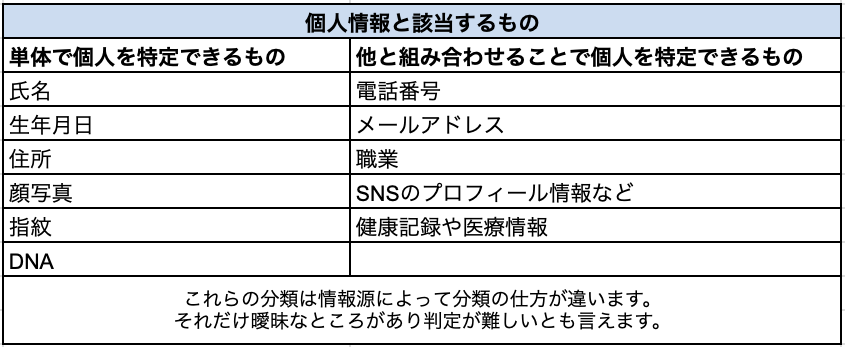 個人情報と該当するもの
単体で個人を特定できるもの 他と組み合わせることで個人を特定できるもの
氏名 電話番号
生年月日 メールアドレス
住所 職業
顔写真 SNSのプロフィール情報など
指紋 健康記録や医療情報
DNA
これらの分類は情報源によって分類の仕方が違います。
それだけ曖昧なところがあり判定が難しいとも言えます。